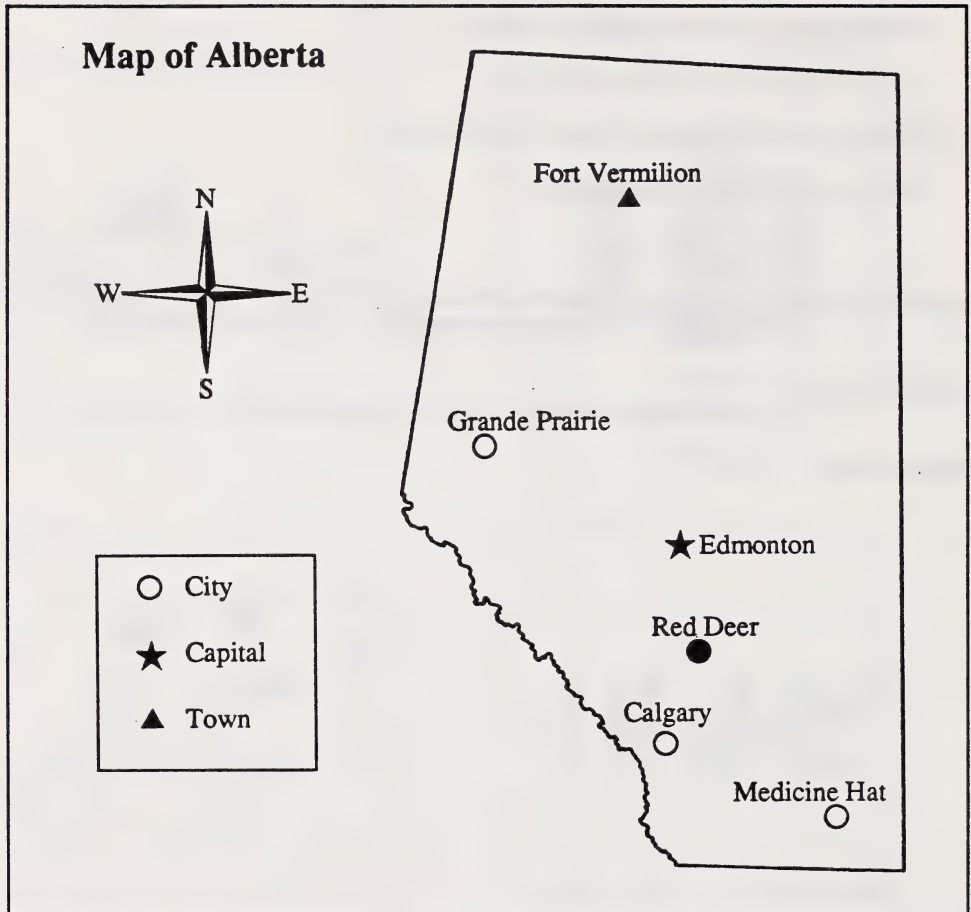 Map of Alberta
N
W E
S
Fort Vermilion
Grande Prairie
Edmonton
Red Deer
Calgary
Medicine Hat
City
Capital
Town